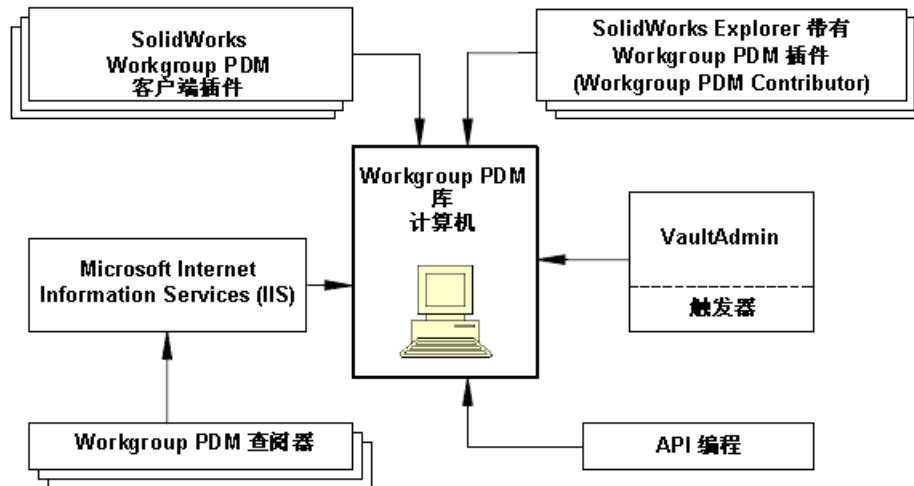 SolidWorks
Workgroup PDM
客户端插件
SolidWorks Explorer 带有
Workgroup PDM 插件
(Workgroup PDM Contributor)
Workgroup PDM
库
计算机
VaultAdmin
触发器
Microsoft Internet
Information Services (IIS)
Workgroup PDM 查阅器
API 编程